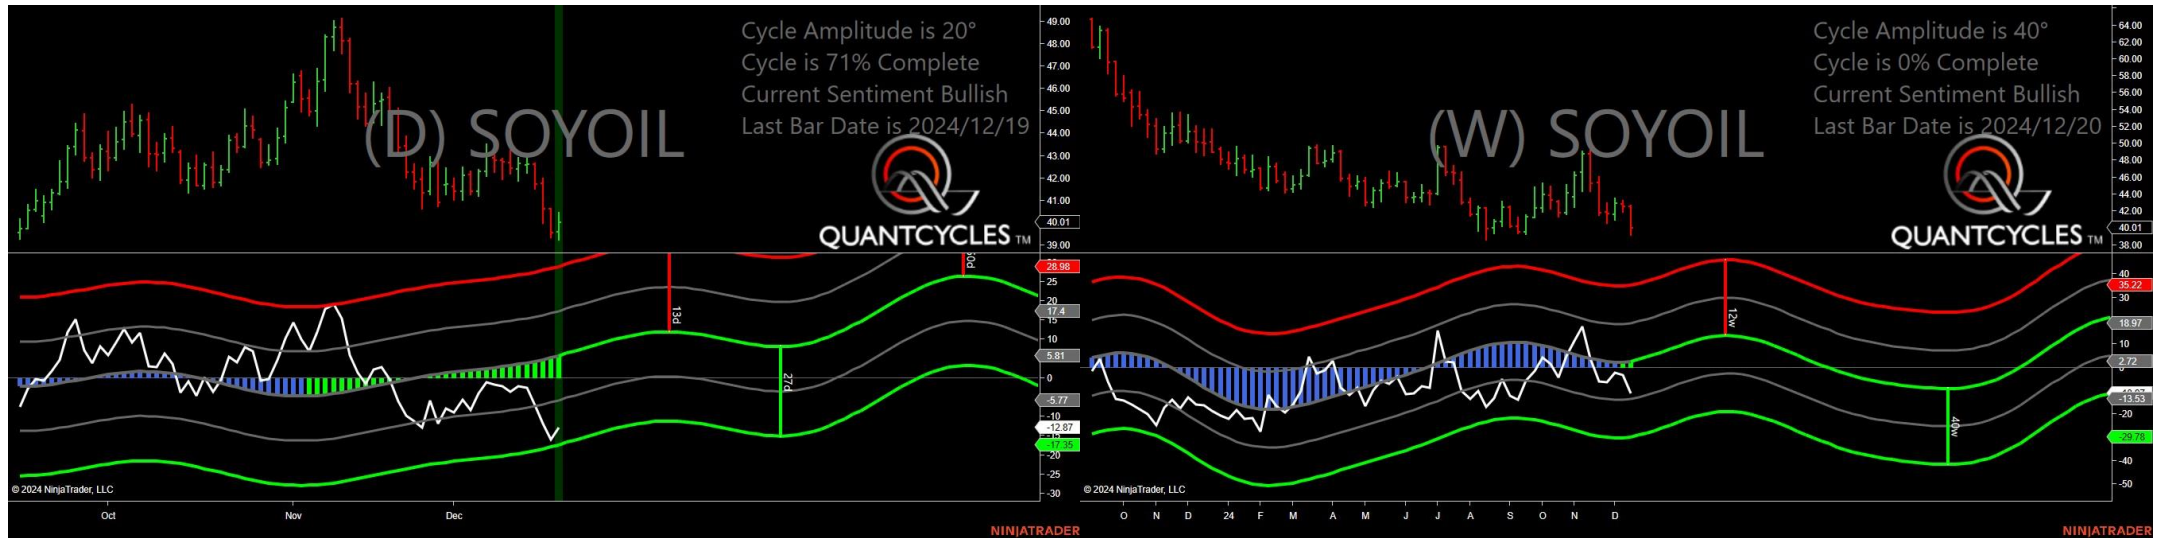 Cycle Amplitude is 20°
Cycle is 71% Complete
Current Sentiment Bullish
Last Bar Date is 2024/12/19
(D) SOYOIL
QUANTCYCLES TM
49.00
48.00
47.00
46.00
45.00
44.00
43.00
42.00
41.00
40.01
39.00
28.98
25
20
17.4
15
10
5.81
0
-5.77
-10
-12.87
-17.35
-20
-25
-30
13d
27d
60d
© 2024 NinjaTrader, LLC
Oct Nov Dec
NINJATRADER
Cycle Amplitude is 40°
Cycle is 0% Complete
Current Sentiment Bullish
Last Bar Date is 2024/12/20
(W) SOYOIL
QUANTCYCLES TM
64.00
62.00
60.00
58.00
56.00
54.00
52.00
50.00
48.00
46.00
44.00
42.00
40.01
38.00
40
35.22
30
18.97
10
2.72
-13.53
-20
-29.78
-40
-50
12w
40w
© 2024 NinjaTrader, LLC
O N D 24 F M A M J J A S O N D
NINJATRADER